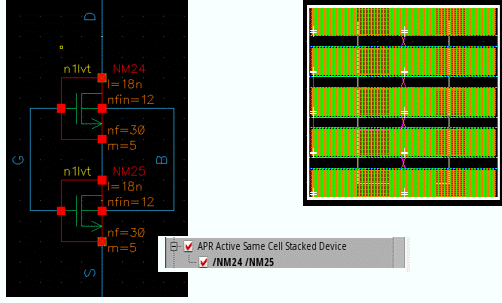 D
n1lvt NM24
l=18n
nfin=12
nf=30
m=5
G
B
n1lvt NM25
l=18n
nfin=12
nf=30
m=5
S
APR Active Same Cell Stacked Device
/NM24 /NM25